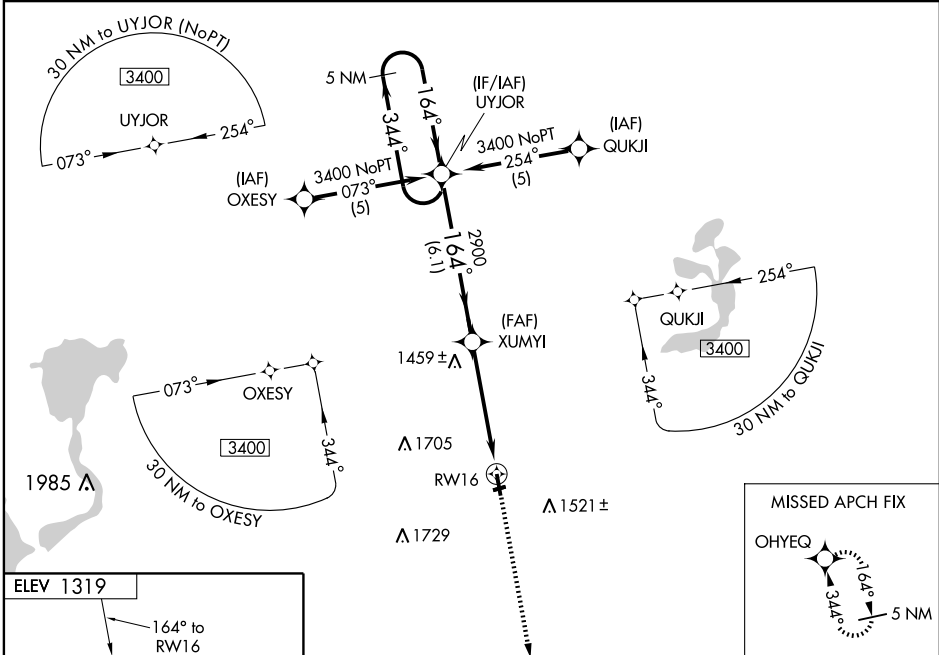 30 NM to UYJOR (NoPT)
3400
UYJOR
073°
254°
5 NM
344°
164°
(IF/IAF)
UYJOR
3400 NoPT
254°
(5)
(IAF)
QUKJI
(IAF)
OXESY
3400 NoPT
073°
(5)
2900
164°
(6.1)
(FAF)
XUMYI
1459 ±
254°
QUKJI
3400
344°
30 NM to QUKJI
073°
OXESY
3400
344°
30 NM to OXESY
1985
1705
RW16
1521 ±
1729
MISSED APCH FIX
OHYEQ
164°
344°
5 NM
ELEV 1319
164° to
RW16